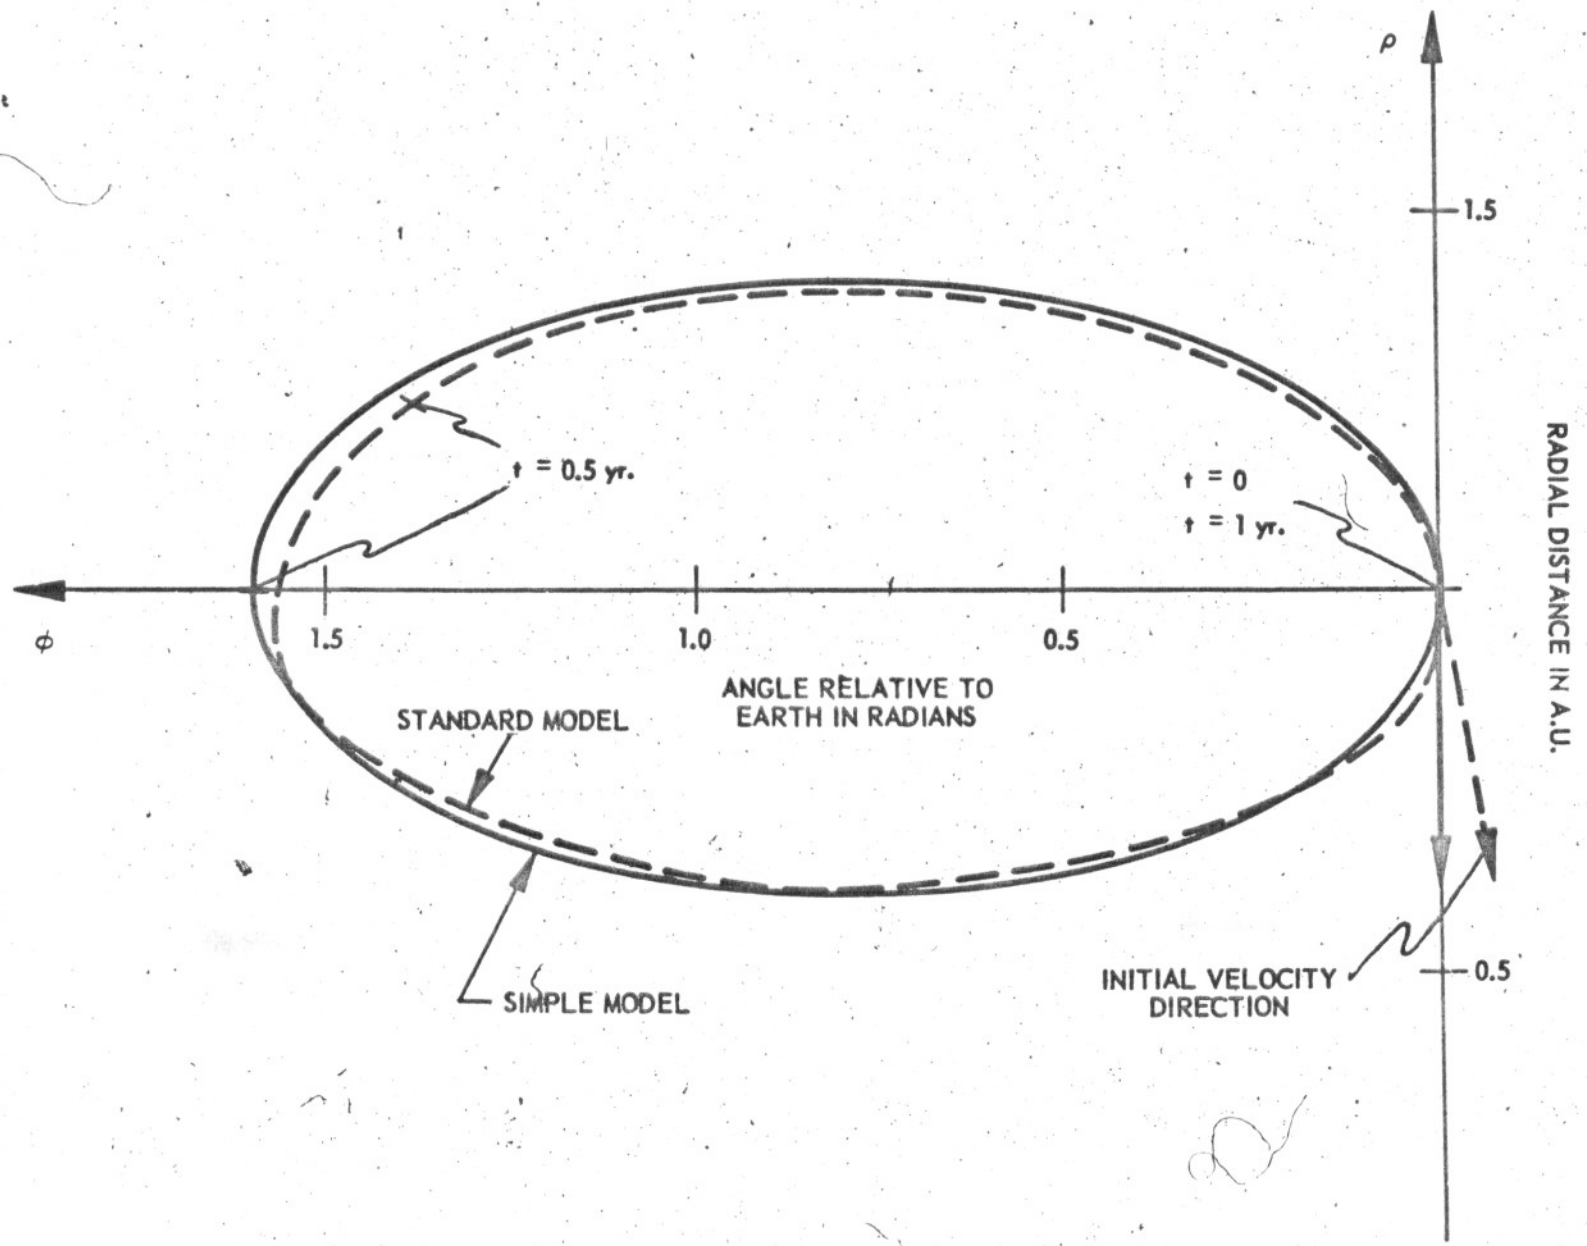 ρ
1.5
t = 0.5 yr.
t = 0
t = 1 yr.
RADIAL DISTANCE IN A.U.
ϕ
1.5
1.0
0.5
ANGLE RELATIVE TO
EARTH IN RADIANS
STANDARD MODEL
INITIAL VELOCITY
DIRECTION
0.5
SIMPLE MODEL